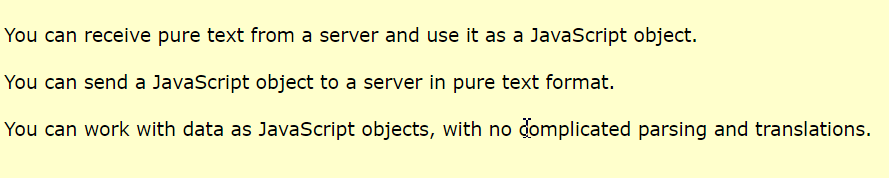 You can receive pure text from a server and use it as a JavaScript object.
You can send a JavaScript object to a server in pure text format.
You can work with data as JavaScript objects, with no complicated parsing and translations.